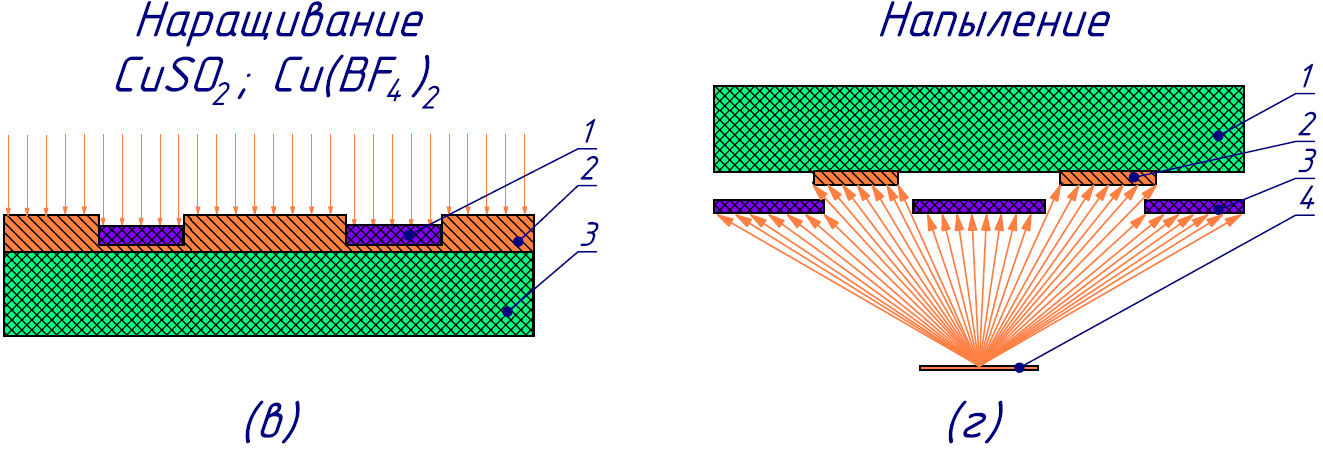 Наращивание
CuSO2; Cu(BF4)2
1
2
3
(в)
Напыление
1
2
3
4
(г)